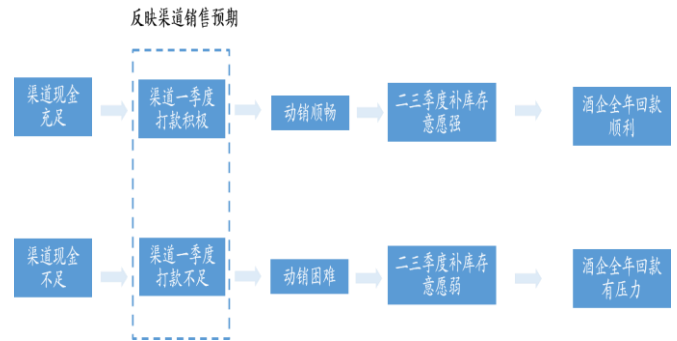 反映渠道销售预期
渠道现金
充足
渠道一季度
打款积极
动销顺畅
二三季度补库存
意愿强
酒企全年回款
顺利
渠道现金
不足
渠道一季度
打款不足
动销困难
二三季度补库存
意愿弱
酒企全年回款
有压力